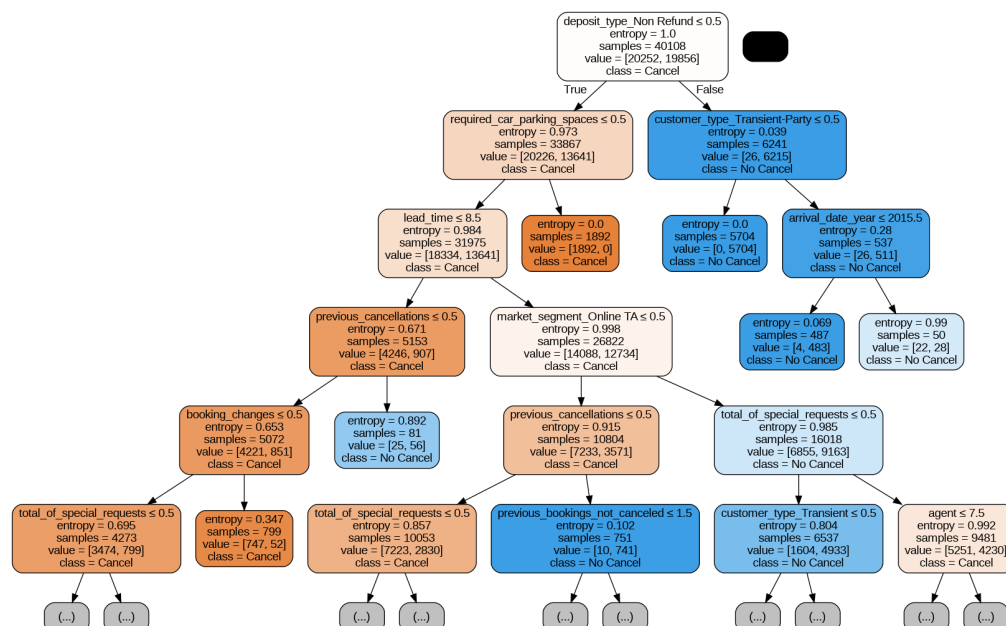 deposit_type_Non Refund ≤ 0.5
entropy = 1.0
samples = 40108
value = [20252, 19856]
class = Cancel
True
False
required_car_parking_spaces ≤ 0.5
entropy = 0.973
samples = 33867
value = [20226, 13641]
class = Cancel
customer_type_Transient-Party ≤ 0.5
entropy = 0.039
samples = 6241
value = [26, 6215]
class = No Cancel
lead_time ≤ 8.5
entropy = 0.984
samples = 31975
value = [18334, 13641]
class = Cancel
entropy = 0.0
samples = 1892
value = [1892, 0]
class = Cancel
entropy = 0.0
samples = 5704
value = [0, 5704]
class = No Cancel
arrival_date_year ≤ 2015.5
entropy = 0.28
samples = 537
value = [26, 511]
class = No Cancel
previous_cancellations ≤ 0.5
entropy = 0.671
samples = 5153
value = [4246, 907]
class = Cancel
market_segment_Online TA ≤ 0.5
entropy = 0.998
samples = 26822
value = [14088, 12734]
class = Cancel
entropy = 0.069
samples = 487
value = [4, 483]
class = No Cancel
entropy = 0.99
samples = 50
value = [22, 28]
class = No Cancel
booking_changes ≤ 0.5
entropy = 0.653
samples = 5072
value = [4221, 851]
class = Cancel
entropy = 0.892
samples = 81
value = [25, 56]
class = No Cancel
previous_cancellations ≤ 0.5
entropy = 0.915
samples = 10804
value = [7233, 3571]
class = Cancel
total_of_special_requests ≤ 0.5
entropy = 0.985
samples = 16018
value = [6855, 9163]
class = No Cancel
total_of_special_requests ≤ 0.5
entropy = 0.695
samples = 4273
value = [3474, 799]
class = Cancel
entropy = 0.347
samples = 799
value = [747, 52]
class = Cancel
total_of_special_requests ≤ 0.5
entropy = 0.857
samples = 10053
value = [7223, 2830]
class = Cancel
previous_bookings_not_canceled ≤ 1.5
entropy = 0.102
samples = 751
value = [10, 741]
class = No Cancel
customer_type_Transient ≤ 0.5
entropy = 0.804
samples = 6537
value = [1604, 4933]
class = No Cancel
agent ≤ 7.5
entropy = 0.992
samples = 9481
value = [5251, 4230]
class = Cancel
(...)
(...)
(...)
(...)
(...)
(...)
(...)
(...)
(...)
(...)